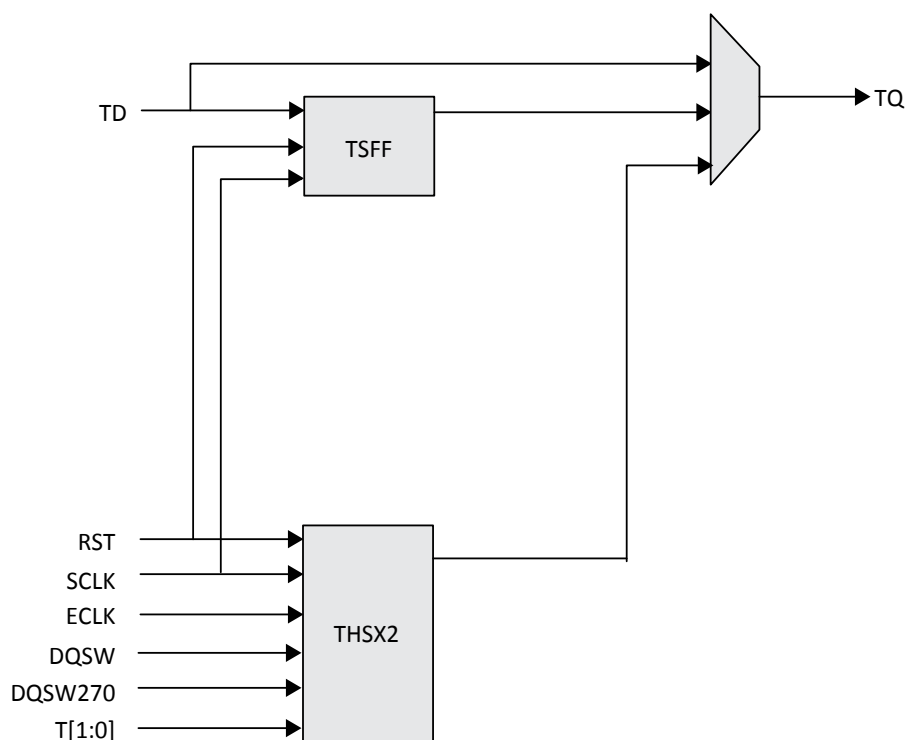 TD
TSFF
TQ
RST
SCLK
ECLK
DQSW
DQSW270
T[1:0]
THSX2